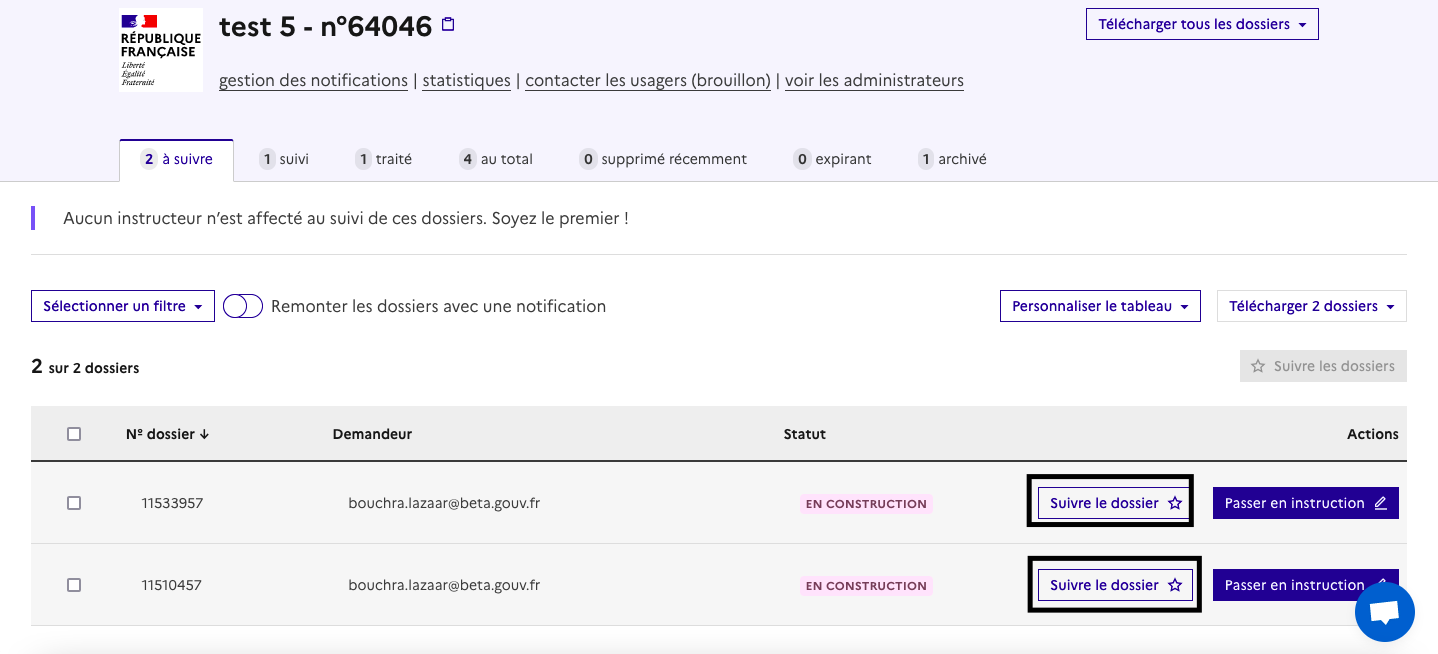 RÉPUBLIQUE
FRANÇAISE
Liberté
Égalité
Fraternité
test 5 - n°64046
Télécharger tous les dossiers
gestion des notifications | statistiques | contacter les usagers (brouillon) | voir les administrateurs
2 à suivre 1 suivi 1 traité 4 au total 0 supprimé récemment 0 expirant 1 archivé
Aucun instructeur n'est affecté au suivi de ces dossiers. Soyez le premier !
Sélectionner un filtre Remonter les dossiers avec une notification Personnaliser le tableau Télécharger 2 dossiers
2 sur 2 dossiers Suivre les dossiers
Nº dossier ↓ Demandeur Statut Actions
11533957 bouchra.lazaar@beta.gouv.fr EN CONSTRUCTION Suivre le dossier Passer en instruction
11510457 bouchra.lazaar@beta.gouv.fr EN CONSTRUCTION Suivre le dossier Passer en instruction